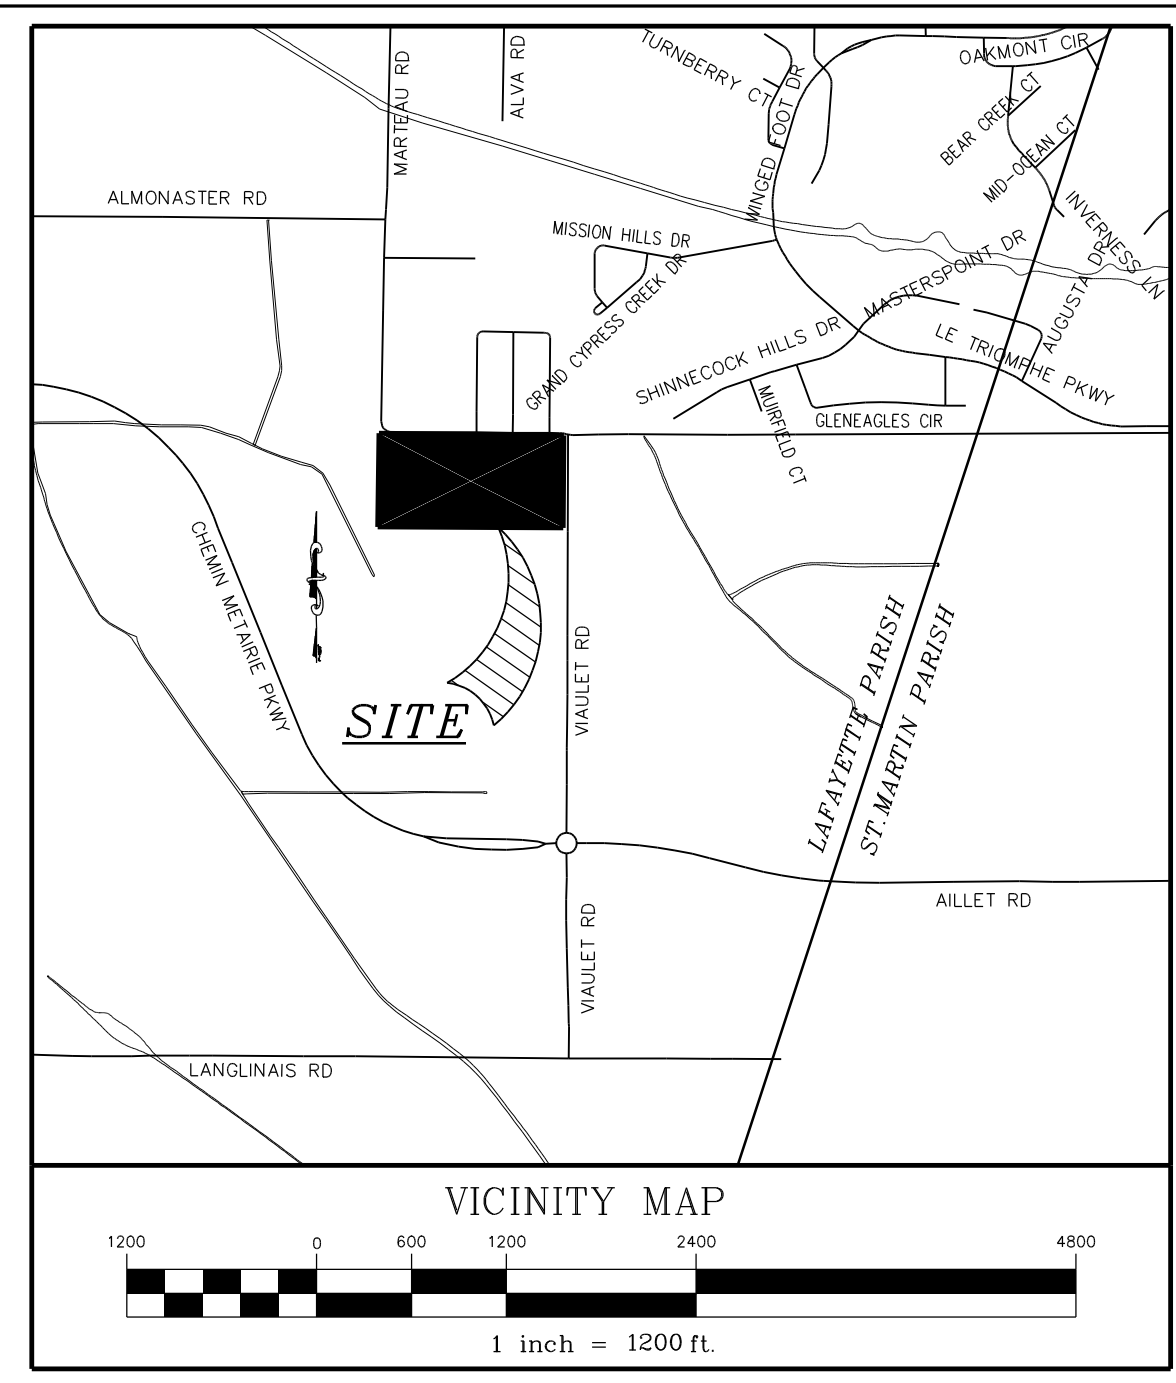 TURNBERRY CT
OAKMONT CIR
MARTEAU RD
ALVA RD
WINGED FOOT DR
BEAR CREEK CT
MID-OCEAN CT
ALMONASTER RD
INVERNESS LN
MISSION HILLS DR
MASTERSPOINT DR
AUGUSTA DR
GRAND CYPRESS CREEK DR
SHINNECOCK HILLS DR
LE TRIOMPHE PKWY
MUIRFIELD CT
GLENEAGLES CIR
CHEMIN METAIRIE PKWY
VIAULET RD
LAFAYETTE PARISH
ST. MARTIN PARISH
SITE
AILLET RD
VIAULET RD
LANGLINAIS RD
VICINITY MAP
1200 0 600 1200 2400 4800
1 inch = 1200 ft.